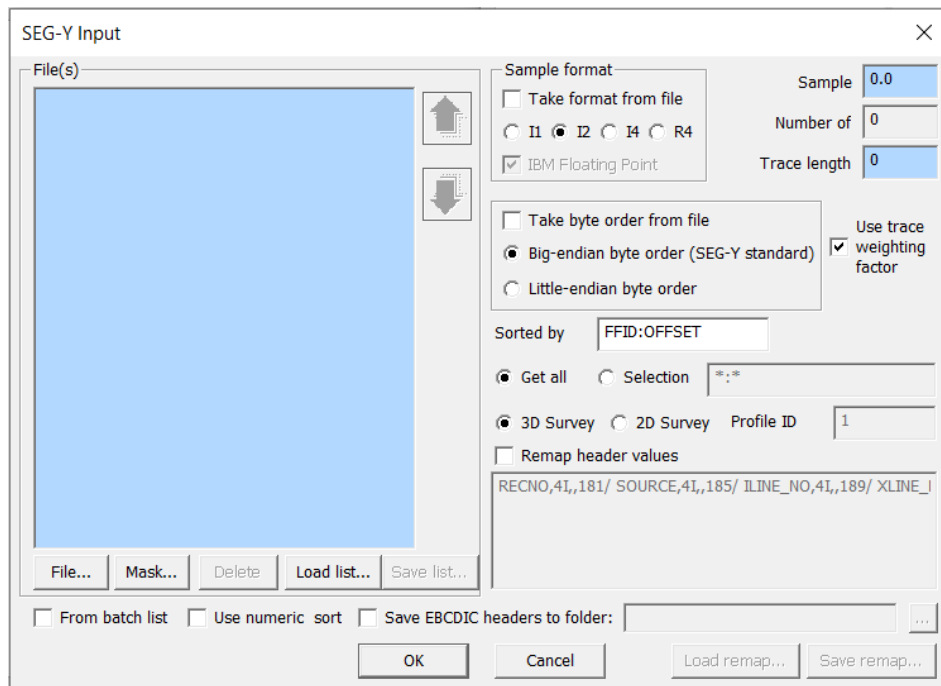 SEG-Y Input
File(s)
File...
Mask...
Delete
Load list...
Save list...
Sample format
Take format from file
I1 I2 I4 R4
IBM Floating Point
Sample 0.0
Number of 0
Trace length 0
Take byte order from file
Big-endian byte order (SEG-Y standard)
Little-endian byte order
Use trace
weighting
factor
Sorted by FFID:OFFSET
Get all Selection *:*
3D Survey 2D Survey Profile ID 1
Remap header values
RECNO,4I,,181/ SOURCE,4I,,185/ ILINE_NO,4I,,189/
From batch list Use numeric sort Save EBCDIC headers to folder: ...
OK Cancel Load remap... Save remap...